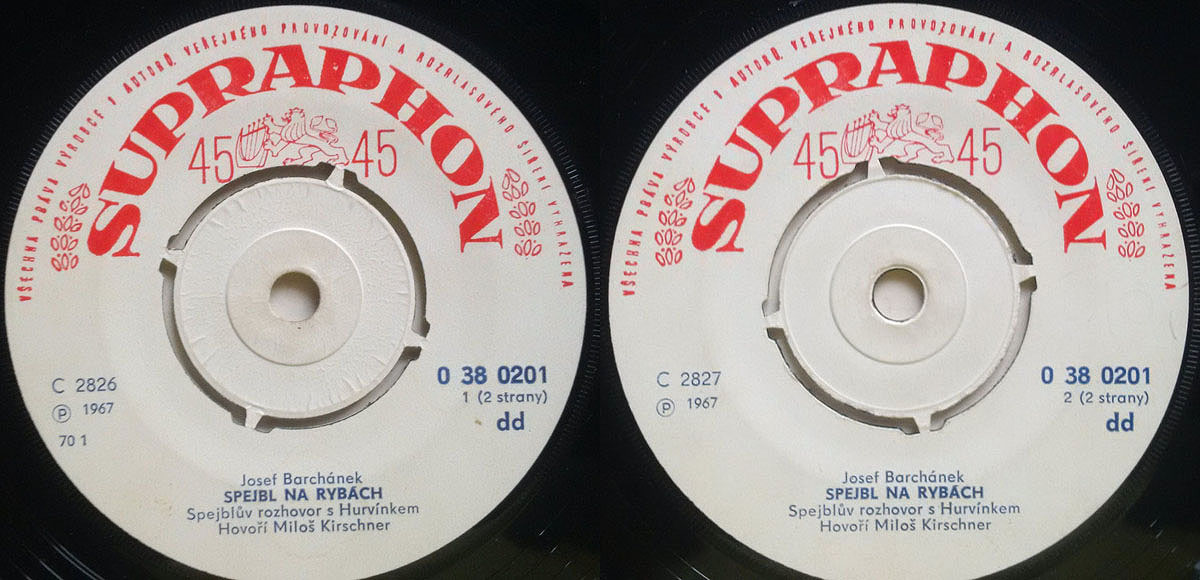 VŠECHNA PRÁVA VÝROBCE I AUTORŮ VEŘEJNÉHO PROVOZOVÁNÍ A ROZHLASOVÉHO ŠÍŘENÍ VYHRAZENA
SUPRAPHON
45 45
C 2826
Ⓟ 1967
70 1
0 38 0201
1 (2 strany)
dd
Josef Barchánek
SPEJBL NA RYBÁCH
Spejblův rozhovor s Hurvínkem
Hovoří Miloš Kirschner
VŠECHNA PRÁVA VÝROBCE I AUTORŮ VEŘEJNÉHO PROVOZOVÁNÍ A ROZHLASOVÉHO ŠÍŘENÍ VYHRAZENA
SUPRAPHON
45 45
C 2827
Ⓟ 1967
0 38 0201
2 (2 strany)
dd
Josef Barchánek
SPEJBL NA RYBÁCH
Spejblův rozhovor s Hurvínkem
Hovoří Miloš Kirschner